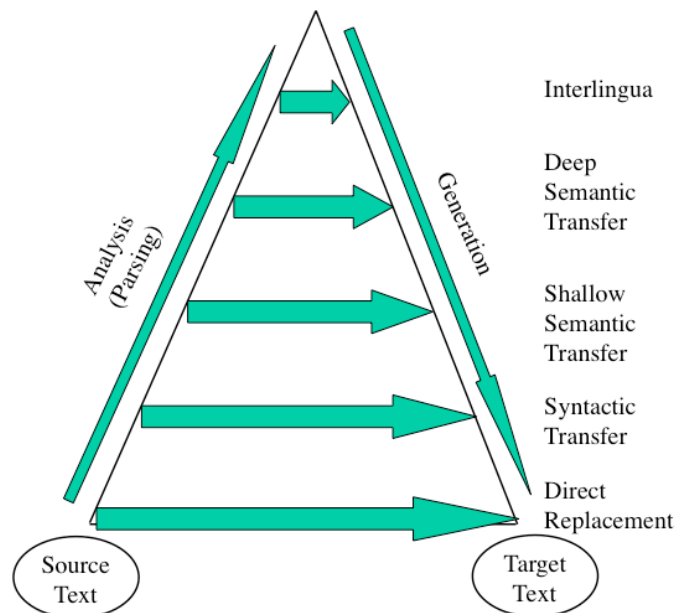 Interlingua
Deep
Semantic
Transfer
Generation
Analysis
(Parsing)
Shallow
Semantic
Transfer
Syntactic
Transfer
Direct
Replacement
Source
Text
Target
Text